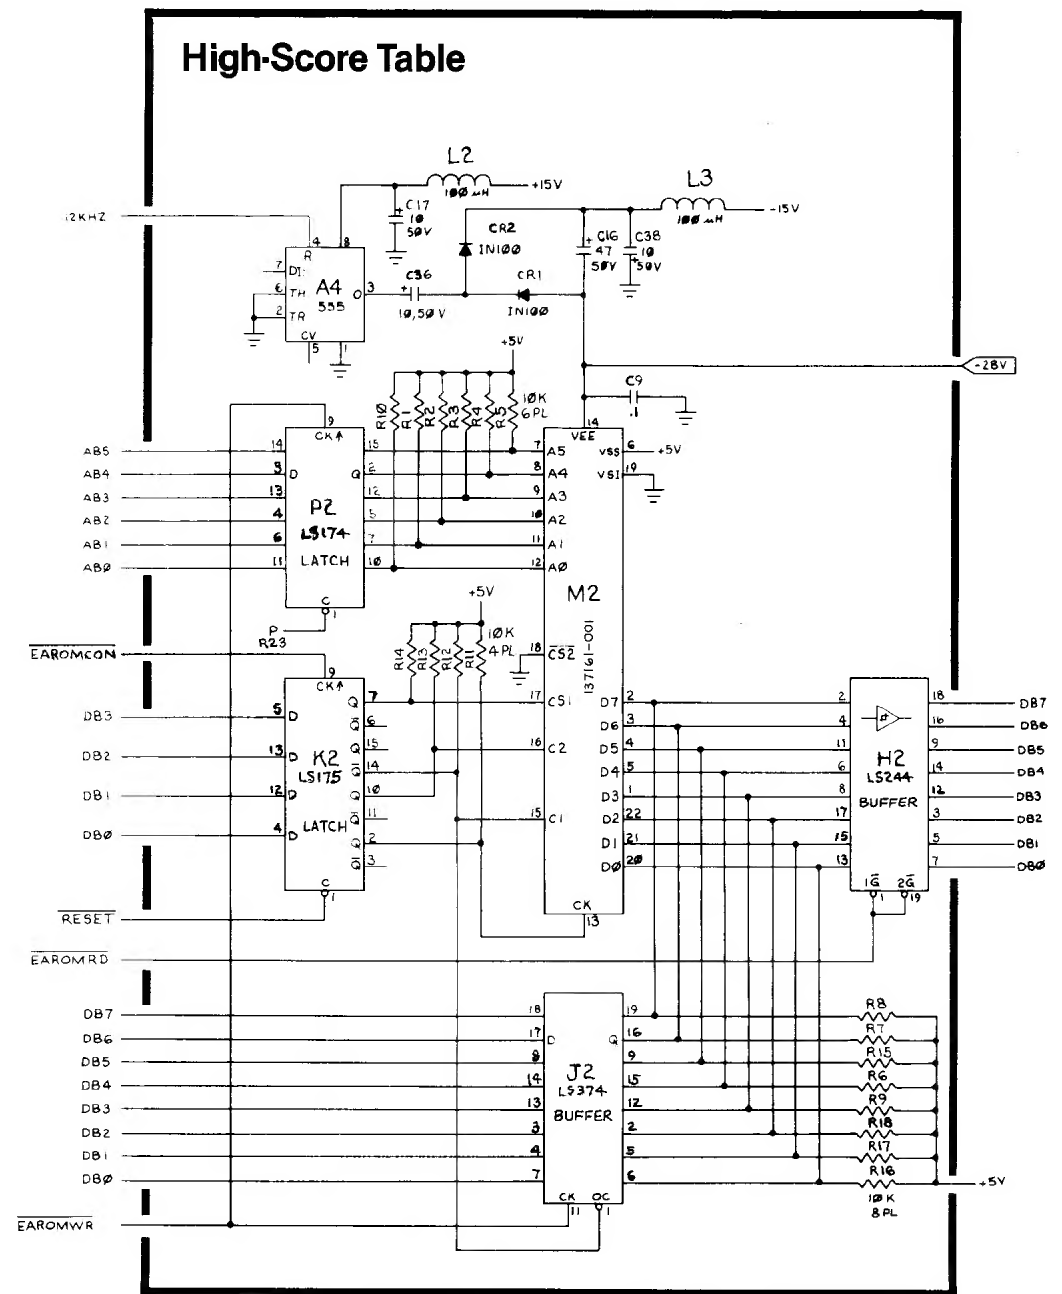 High-Score Table
L2
100 µH
+15V
L3
100 µH
-15V
12KHZ
C17
10
50V
CR2
IN100
C16
47
50V
C38
10
50V
4
8
R
7
DI
6
TH
2
TR
A4
555
O
3
CV
5
1
C36
10,50V
CR1
IN100
+5V
-28V
R10
R1
R2
R3
R4
R5
10K
6PL
C9
.1
9
CK↑
14
VEE
AB5
14
15
7
A5
VSS
6
+5V
AB4
3
D
Q
2
8
A4
VSI
19
AB3
13
12
9
A3
AB2
4
P2
5
10
A2
AB1
6
LS174
7
11
A1
AB0
11
LATCH
10
12
A0
C
1
P
R23
M2
137161-001
+5V
R14
R13
R12
R11
10K
4PL
EAROMCON
9
CK↑
18
CS2
7
Q
17
CS1
D7
2
2
18
DB7
DB3
5
D
Q
6
D6
3
4
16
DB6
Q
15
16
C2
D5
4
11
H2
9
DB5
DB2
13
D
K2
LS175
Q
14
D4
5
6
LS244
14
DB4
DB1
12
D
Q
10
D3
1
8
BUFFER
12
DB3
LATCH
Q
11
15
C1
D2
22
17
3
DB2
DB0
4
D
Q
2
D1
21
15
5
DB1
Q
3
D0
20
13
7
DB0
C
1
CK
13
1G
1
2G
19
RESET
EAROMRD
DB7
18
19
R8
DB6
17
D
Q
16
R7
DB5
8
9
R15
DB4
14
J2
15
R6
DB3
13
LS374
12
R9
DB2
3
BUFFER
2
R18
DB1
4
5
R17
DB0
7
6
R16
+5V
10K
8PL
CK
11
OC
1
EAROMWR